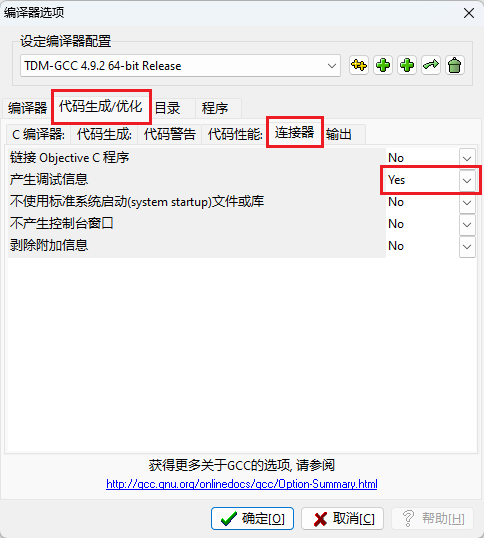 编译器选项
设定编译器配置
TDM-GCC 4.9.2 64-bit Release
编译器 代码生成/优化 目录 程序
C 编译器: 代码生成: 代码警告 代码性能: 连接器 输出
链接 Objective C 程序 No
产生调试信息 Yes
不使用标准系统启动(system startup)文件或库 No
不产生控制台窗口 No
剥除附加信息 No
获得更多关于GCC的选项, 请参阅
http://gcc.gnu.org/onlinedocs/gcc/Option-Summary.html
确定[O] 取消[C] 帮助[H]